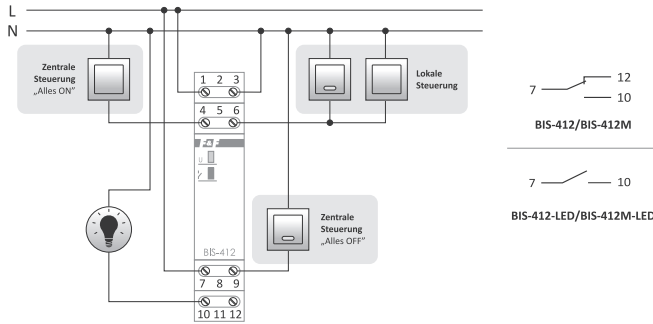 L
N
Zentrale
Steuerung
„Alles ON"
1 2 3
4 5 6
F&F
U
Lokale
Steuerung
Zentrale
Steuerung
„Alles OFF"
BIS-412
7 8 9
10 11 12
7
12
10
BIS-412/BIS-412M
7
10
BIS-412-LED/BIS-412M-LED